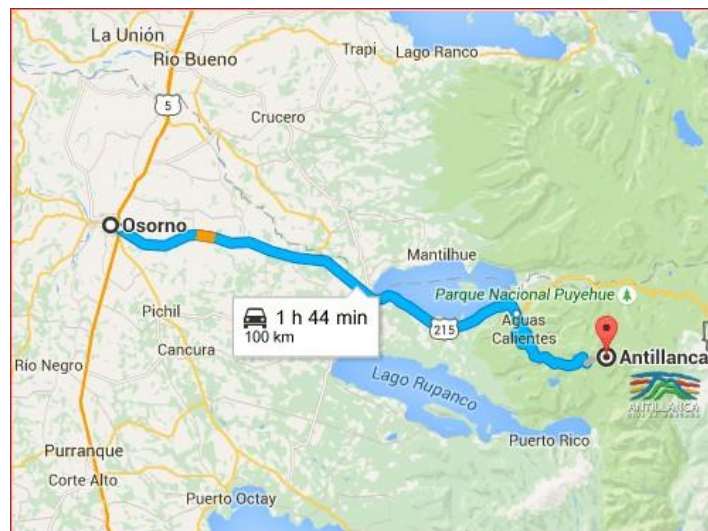 La Unión
Río Bueno
Trapi
Lago Ranco
5
Crucero
Osorno
Mantilhue
Parque Nacional Puyehue
1 h 44 min
100 km
215
Aguas
Calientes
Pichil
Cancura
Antillanca
Río Negro
Lago Rupanco
ANTILLANCA
Puerto Rico
Purranque
Corte Alto
Puerto Octay